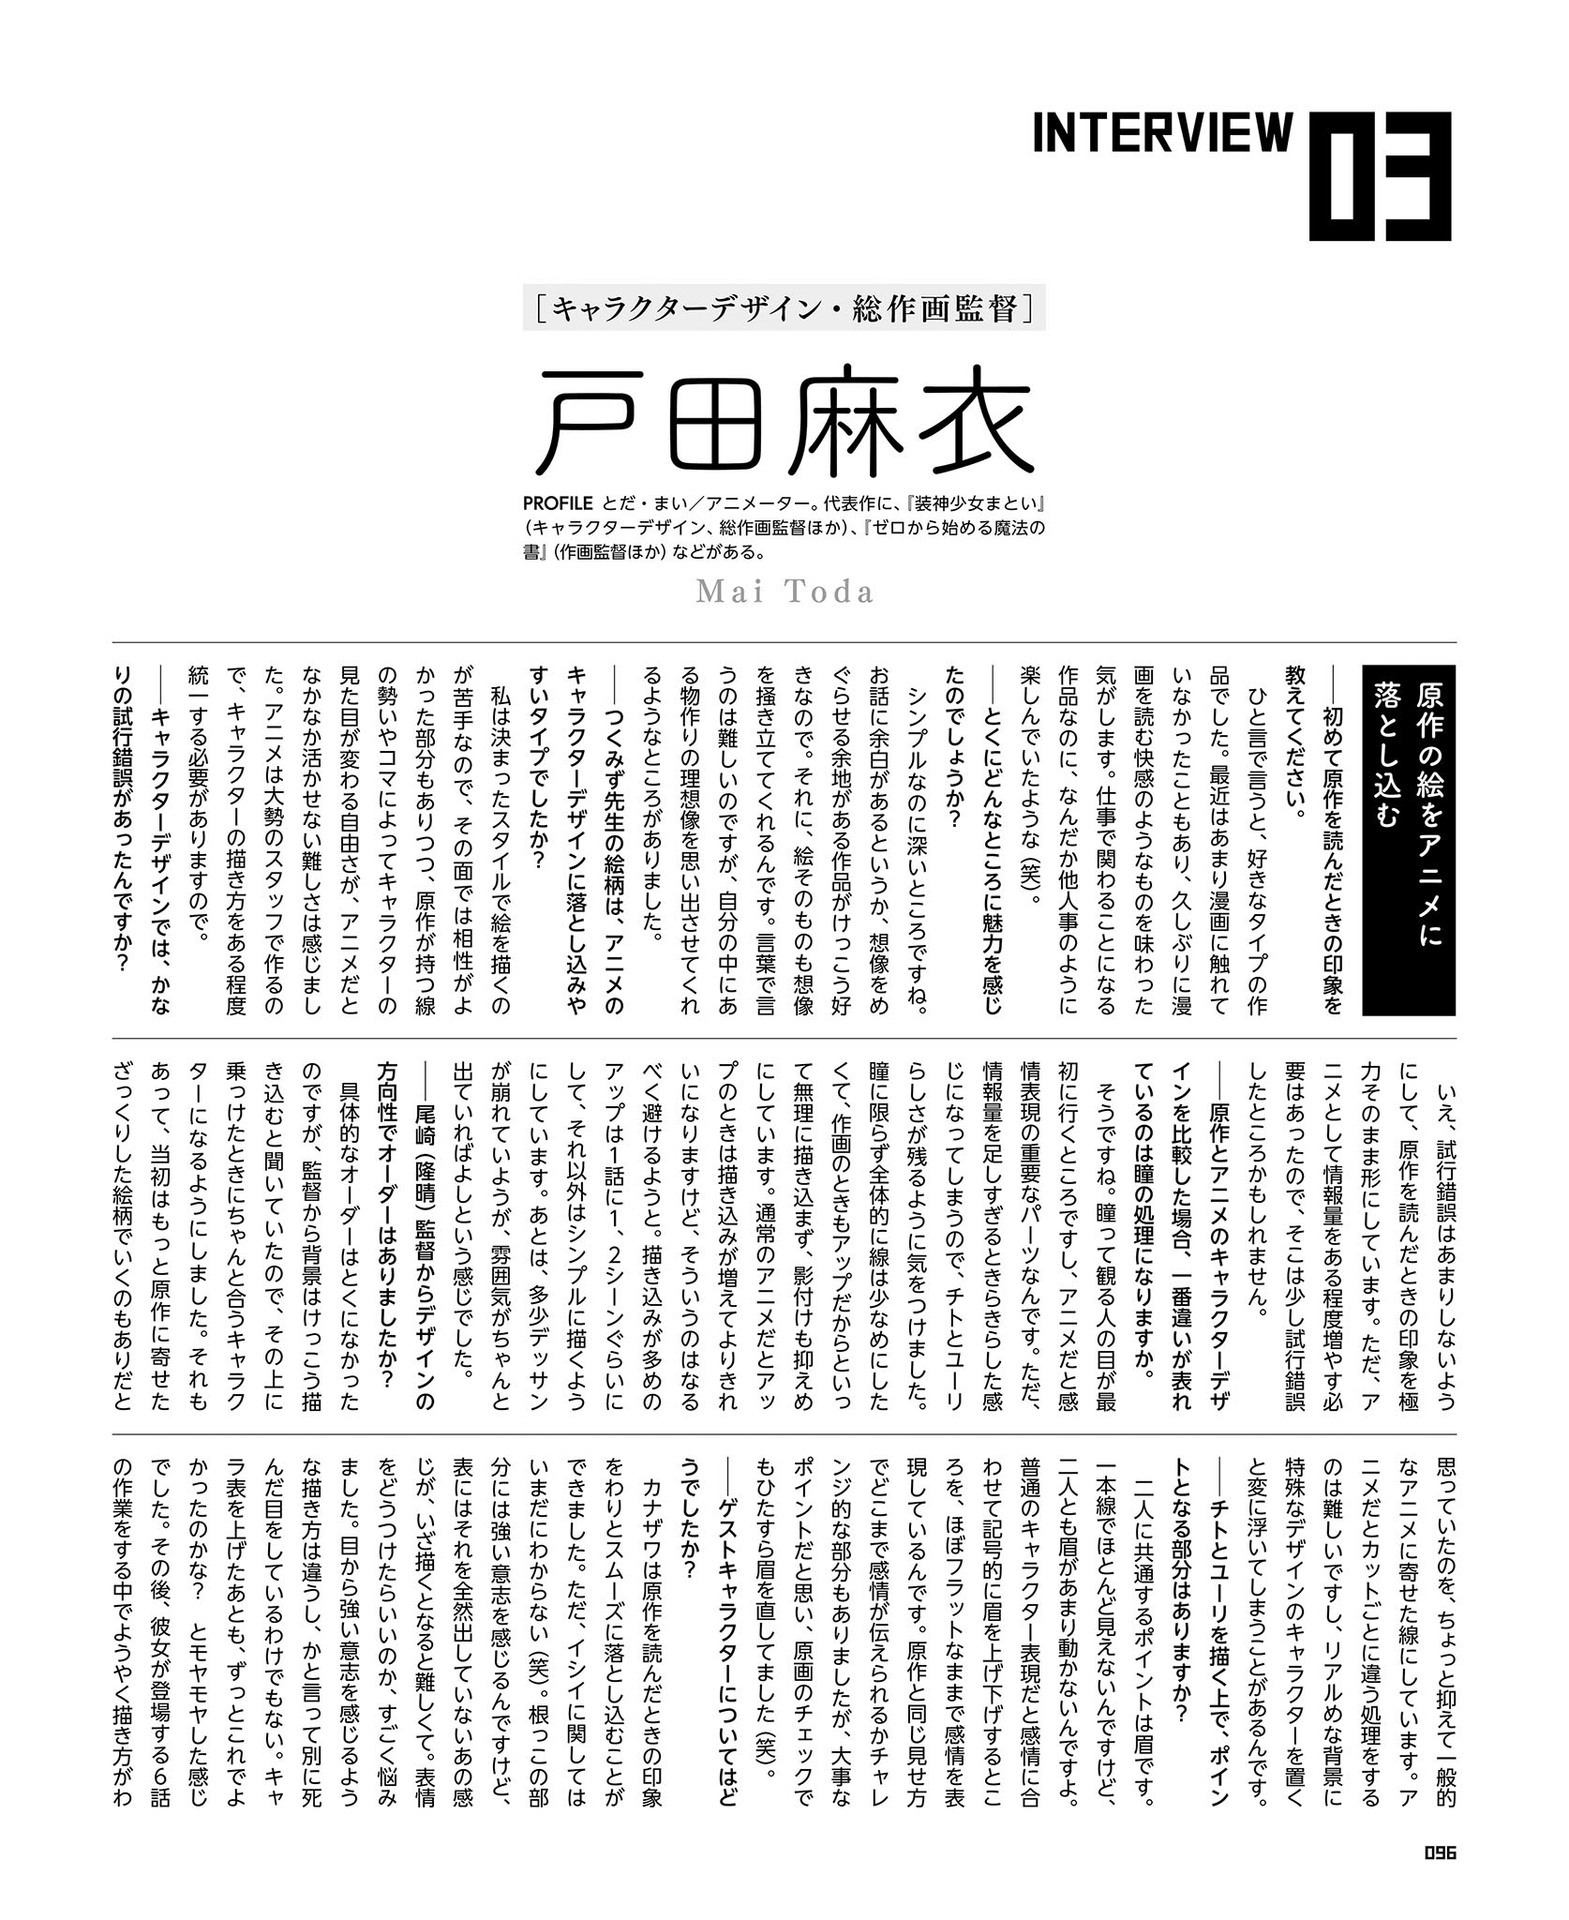 INTERVIEW 03
［キャラクターデザイン・総作画監督］
戸田麻衣
PROFILE とだ・まい／アニメーター。代表作に、『装神少女まとい』
（キャラクターデザイン、総作画監督ほか）、『ゼロから始める魔法の
書』（作画監督ほか）などがある。
Mai Toda
原作の絵をアニメに
落とし込む
――初めて原作を読んだときの印象を
教えてください。
ひと言で言うと、好きなタイプの作
品でした。最近はあまり漫画に触れて
いなかったこともあり、久しぶりに漫
画を読む快感のようなものを味わった
気がします。仕事で関わることになる
作品なのに、なんだか他人事のように
楽しんでいたような（笑）。
――とくにどんなところに魅力を感じ
たのでしょうか？
シンプルなのに深いところですね。
お話に余白があるというか、想像をめ
ぐらせる余地がある作品がけっこう好
きなので。それに、絵そのものも想像
を掻き立ててくれるんです。言葉で言
うのは難しいのですが、自分の中にあ
る物作りの理想像を思い出させてくれ
るようなところがありました。
――つくみず先生の絵柄は、アニメの
キャラクターデザインに落とし込みや
すいタイプでしたか？
私は決まったスタイルで絵を描くの
が苦手なので、その面では相性がよ
かった部分もありつつ、原作が持つ線
の勢いやコマによってキャラクターの
見た目が変わる自由さが、アニメだと
なかなか活かせない難しさは感じまし
た。アニメは大勢のスタッフで作るの
で、キャラクターの描き方をある程度
統一する必要がありますので。
――キャラクターデザインでは、かな
りの試行錯誤があったんですか？
いえ、試行錯誤はあまりしないよう
にして、原作を読んだときの印象を極
力そのまま形にしています。ただ、ア
ニメとして情報量をある程度増やす必
要はあったので、そこは少し試行錯誤
したところかもしれません。
――原作とアニメのキャラクターデザ
インを比較した場合、一番違いが表れ
ているのは瞳の処理になりますか。
そうですね。瞳って観る人の目が最
初に行くところですし、アニメだと感
情表現の重要なパーツなんです。ただ、
情報量を足しすぎるときらきらした感
じになってしまうので、チトとユーリ
らしさが残るように気をつけました。
瞳に限らず全体的に線は少なめにした
くて、作画のときもアップだからといっ
て無理に描き込まず、影付けも抑えめ
にしています。通常のアニメだとアッ
プのときは描き込みが増えてよりきれ
いになりますけど、そういうのはなる
べく避けるようと。描き込みが多めの
アップは1話に1、2シーンぐらいに
して、それ以外はシンプルに描くよう
にしています。あとは、多少デッサン
が崩れていようが、雰囲気がちゃんと
出ていればよしという感じでした。
――尾崎（隆晴）監督からデザインの
方向性でオーダーはありましたか？
具体的なオーダーはとくになかった
のですが、監督から背景はけっこう描
き込むと聞いていたので、その上に
乗っけたときにちゃんと合うキャラク
ターになるようにしました。それも
あって、当初はもっと原作に寄せた
ざっくりした絵柄でいくのもありだと
思っていたのを、ちょっと抑えて一般的
なアニメに寄せた線にしています。ア
ニメだとカットごとに違う処理をする
のは難しいですし、リアルめな背景に
特殊なデザインのキャラクターを置く
と変に浮いてしまうことがあるんです。
――チトとユーリを描く上で、ポイン
トとなる部分はありますか？
二人に共通するポイントは眉です。
一本線でほとんど見えないんですけど、
二人とも眉があまり動かないんですよ。
普通のキャラクター表現だと感情に合
わせて記号的に眉を上げ下げするとこ
ろを、ほぼフラットなままで感情を表
現しているんです。原作と同じ見せ方
でどこまで感情が伝えられるかチャレ
ンジ的な部分もありましたが、大事な
ポイントだと思い、原画のチェックで
もひたすら眉を直してました（笑）。
――ゲストキャラクターについてはど
うでしたか？
カナザワは原作を読んだときの印象
をわりとスムーズに落とし込むことが
できました。ただ、イシイに関しては
いまだにわからない（笑）。根っこの部
分には強い意志を感じるんですけど、
表にはそれを全然出していないあの感
じが、いざ描くとなると難しくて。表情
をどうつけたらいいのか、すごく悩み
ました。目から強い意志を感じるよう
な描き方は違うし、かと言って別に死
んだ目をしているわけでもない。キャ
ラ表を上げたあとも、ずっとこれでよ
かったのかな？　とモヤモヤした感じ
でした。その後、彼女が登場する6話
の作業をする中でようやく描き方がわ
096